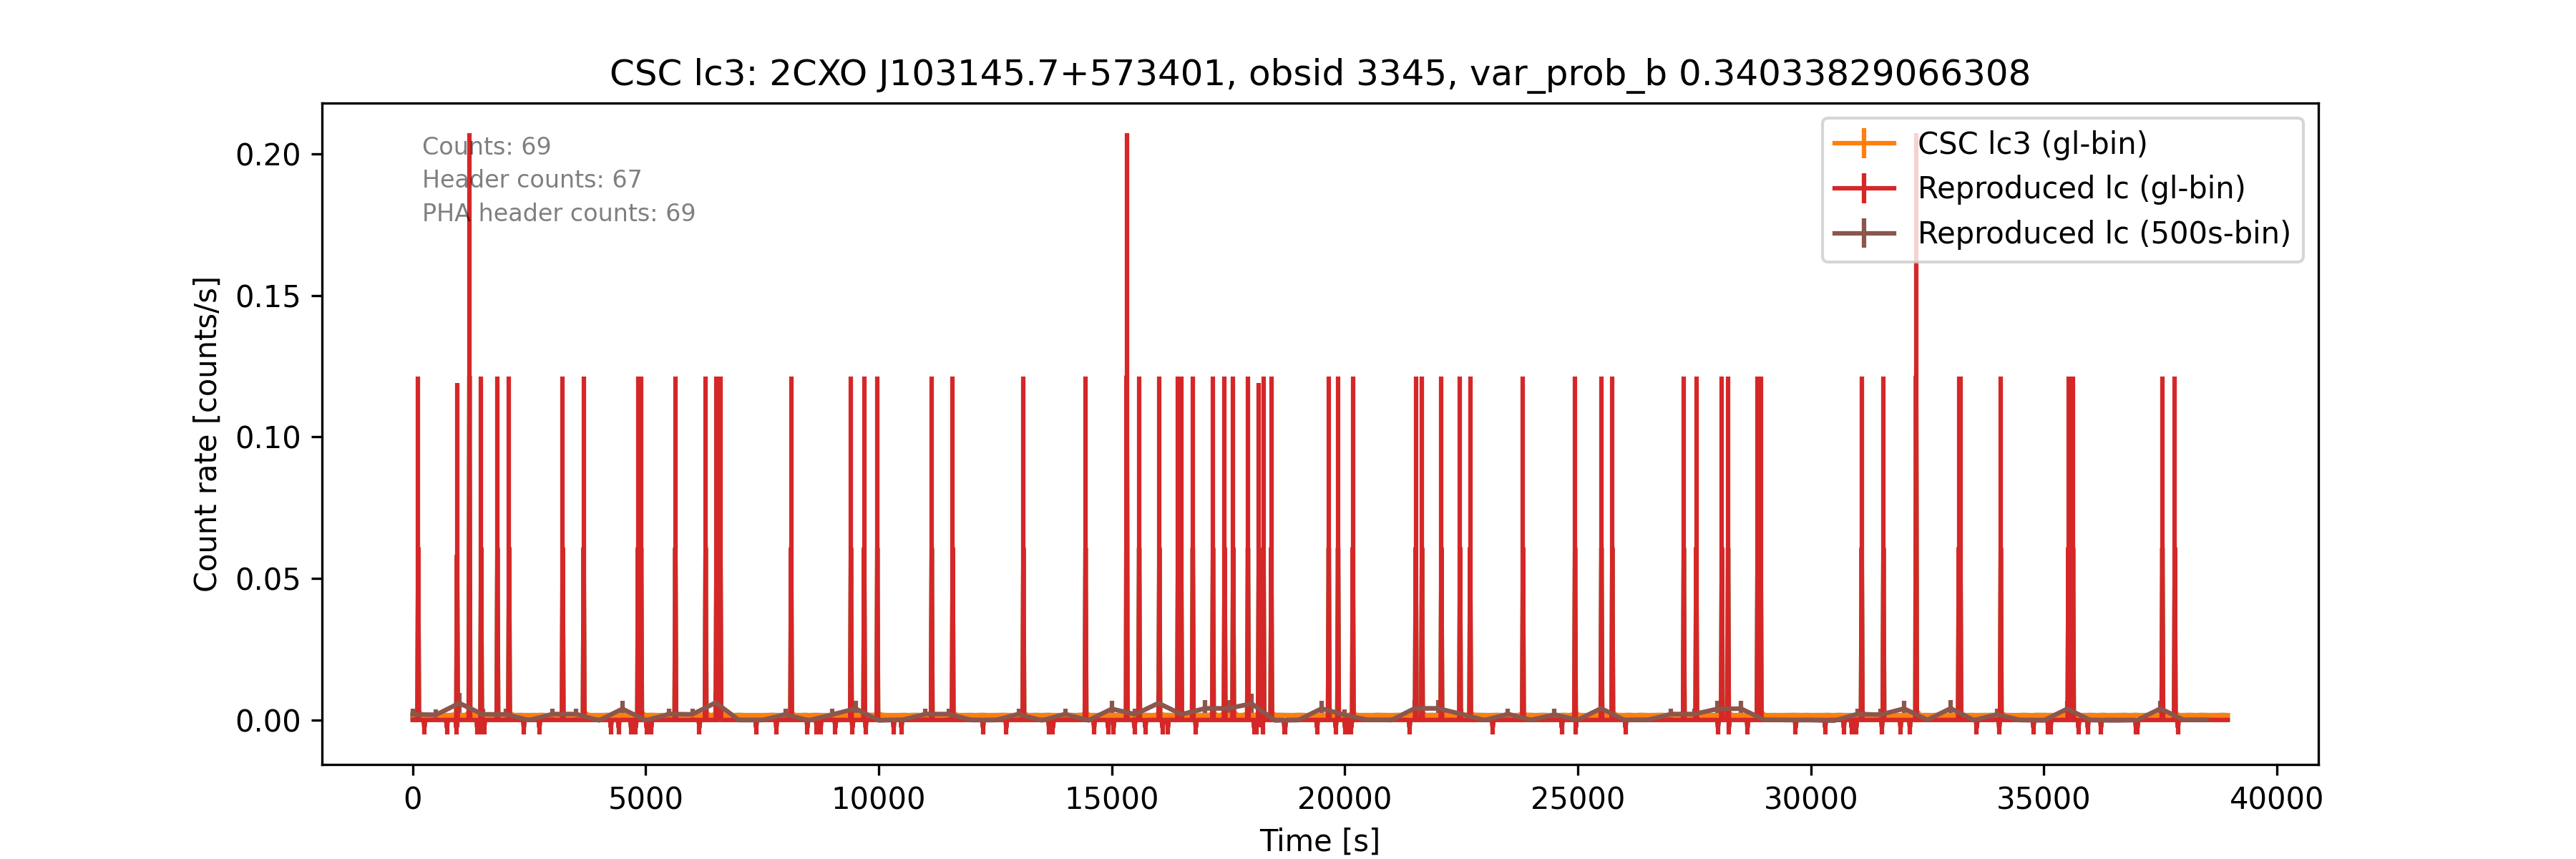 CSC lc3: 2CXO J103145.7+573401, obsid 3345, var_prob_b 0.34033829066308
Counts: 69
Header counts: 67
PHA header counts: 69
CSC lc3 (gl-bin)
Reproduced lc (gl-bin)
Reproduced lc (500s-bin)
Count rate [counts/s]
0.20
0.15
0.10
0.05
0.00
0 5000 10000 15000 20000 25000 30000 35000 40000
Time [s]